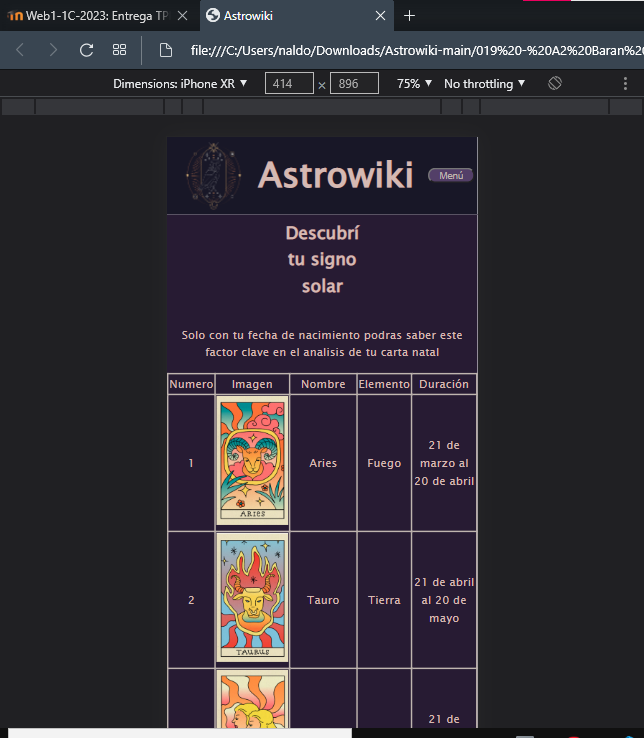 Web1-1C-2023: Entrega TP
Astrowiki
file:///C:/Users/naldo/Downloads/Astrowiki-main/019%20-%20A2%20Baran%2
Dimensions: iPhone XR
414 × 896
75%
No throttling
Astrowiki
Menú
Descubrí
tu signo
solar
Solo con tu fecha de nacimiento podras saber este
factor clave en el analisis de tu carta natal
Numero Imagen Nombre Elemento Duración
1 ARIES Aries Fuego 21 de
marzo al
20 de abril
2 TAURUS Tauro Tierra 21 de abril
al 20 de
mayo
21 de